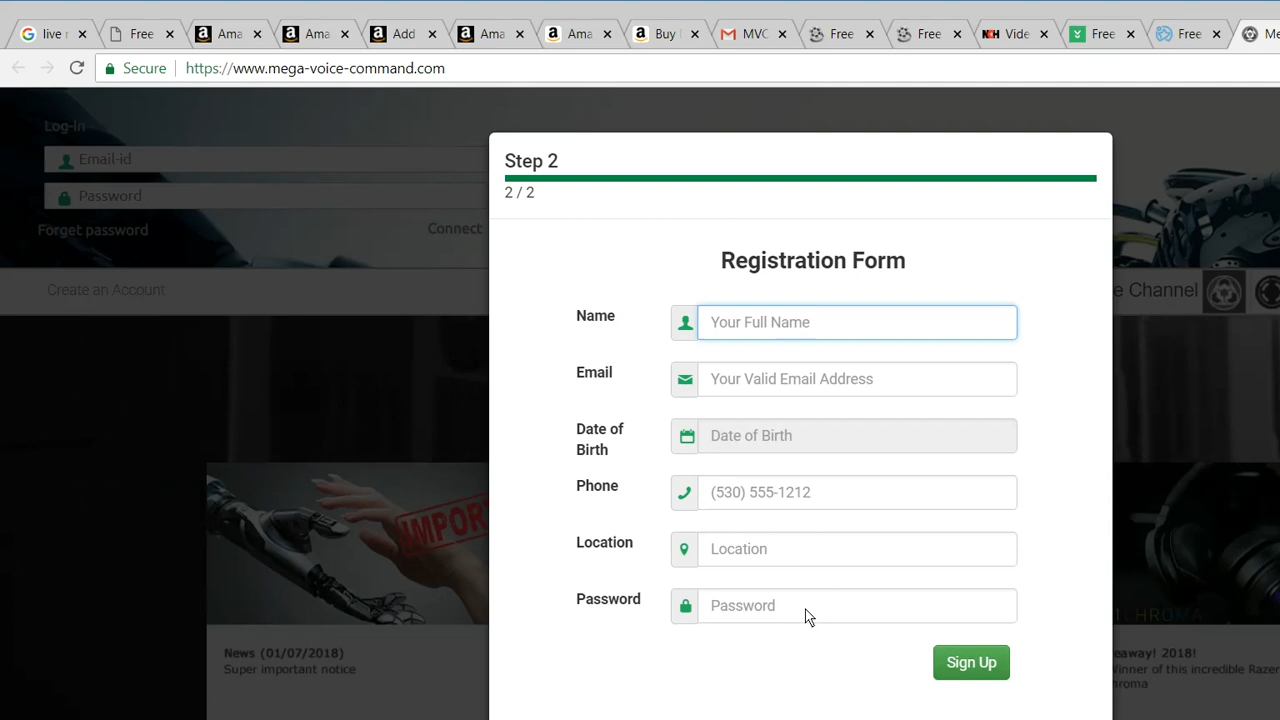 live r
Free
Ama
Ama
Add
Ama
Ama
Buy
MVC
Free
Free
NCH Vide
Free
Free
Me
Secure https://www.mega-voice-command.com
Log-in
Email-id
Password
Forget password
Connect
Create an Account
e Channel
Step 2
2 / 2
Registration Form
Name
Your Full Name
Email
Your Valid Email Address
Date of
Birth
Date of Birth
Phone
(530) 555-1212
Location
Location
Password
Password
Sign Up
IMPOR
News (01/07/2018)
Super important notice
CHROMA
eaway! 2018!
Winner of this incredible Razer
hroma